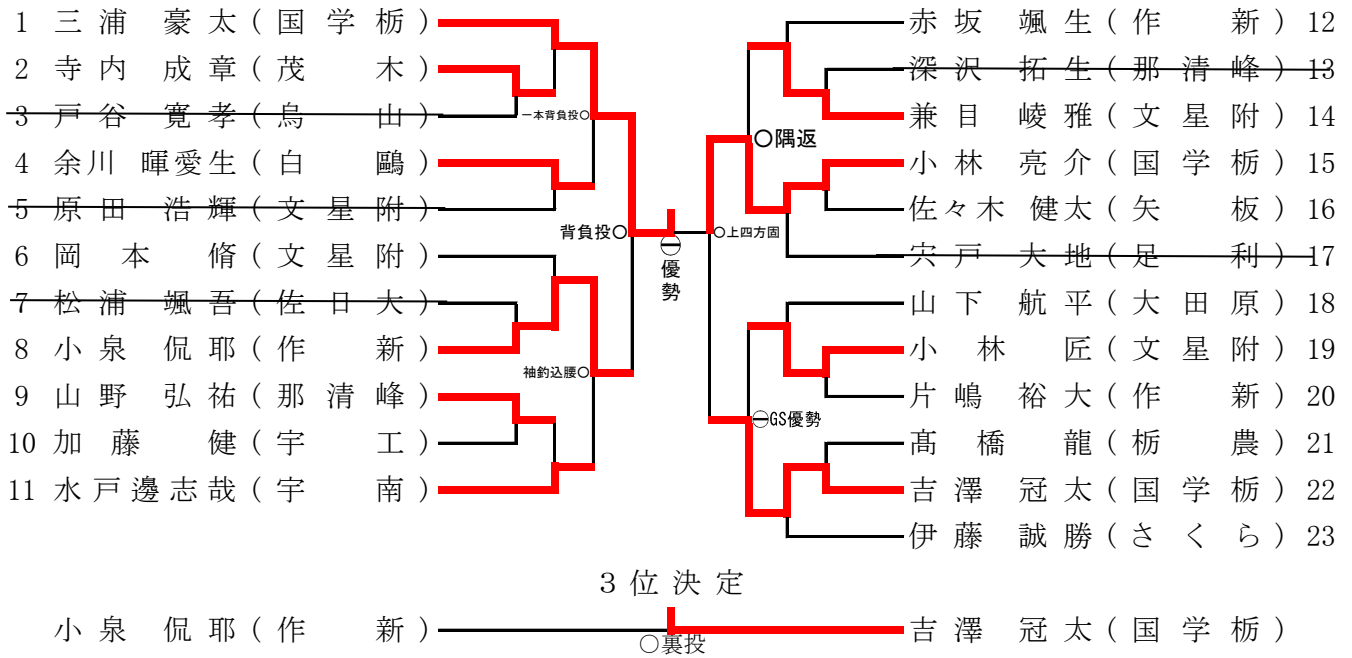 1 三浦 豪太(国学栃)
2 寺内 成章(茂 木)
3 戸谷 寛孝(烏 山)
4 余川 暉愛生(白 鷗)
5 原田 浩輝(文星附)
6 岡本 脩(文星附)
7 松浦 颯吾(佐日大)
8 小泉 侃耶(作 新)
9 山野 弘祐(那清峰)
10 加藤 健(宇 工)
11 水戸邊志哉(宇 南)
一本背負投○
背負投○
袖釣込腰○
㊀優勢
○隅返
○上四方固
㊀GS優勢
赤坂 颯生(作 新) 12
深沢 拓生(那清峰) 13
兼目 崚雅(文星附) 14
小林 亮介(国学栃) 15
佐々木 健太(矢 板) 16
宍戸 大地(足 利) 17
山下 航平(大田原) 18
小林 匠(文星附) 19
片嶋 裕大(作 新) 20
髙橋 龍(栃 農) 21
吉澤 冠太(国学栃) 22
伊藤 誠勝(さくら) 23
3位決定
小泉 侃耶(作 新)
○裏投
吉澤 冠太(国学栃)